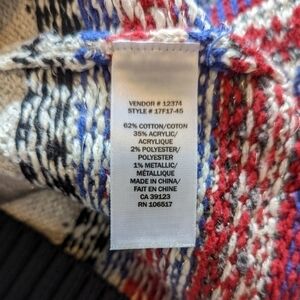 VENDOR # 12374
STYLE # 17F17-45
62% COTTON/COTON
35% ACRYLIC/
ACRYLIQUE
2% POLYESTER/
POLYESTER
1% METALLIC/
MÉTALLIQUE
MADE IN CHINA/
FAIT EN CHINE
CA 39123
RN 106517